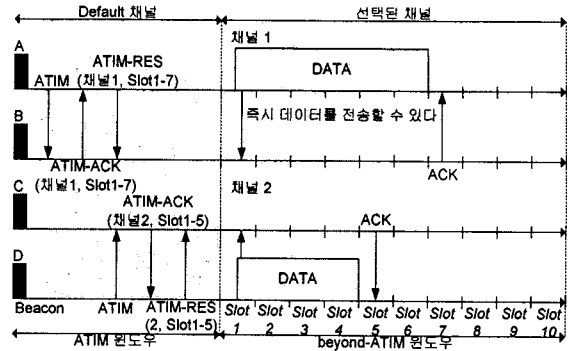 Default 채널
선택된 채널
A
ATIM-RES
ATIM (채널1, Slot1-7)
채널 1
DATA
즉시 데이터를 전송할 수 있다
B
ATIM-ACK
(채널1, Slot1-7)
ACK
C
ATIM-ACK
(채널2, Slot1-5)
채널 2
ACK
D
DATA
Beacon
ATIM
ATIM-RES
(2, Slot1-5)
Slot 1
Slot 2
Slot 3
Slot 4
Slot 5
Slot 6
Slot 7
Slot 8
Slot 9
Slot 10
ATIM 윈도우
beyond-ATIM 윈도우